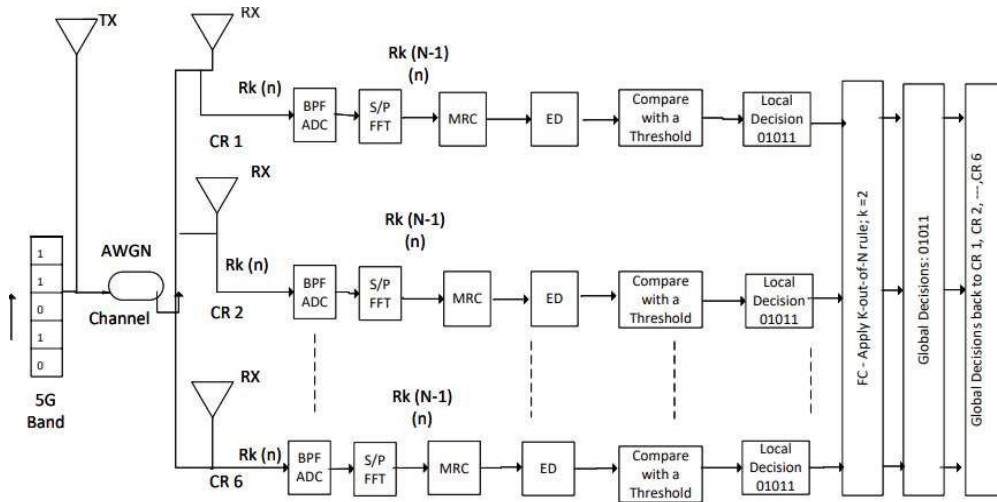 TX
RX
Rk (N-1)
(n)
Rk (n)
BPF
ADC
S/P
FFT
MRC
ED
Compare
with a
Threshold
Local
Decision
01011
CR 1
RX
AWGN
Channel
1
1
0
1
0
5G
Band
Rk (N-1)
(n)
Rk (n)
BPF
ADC
S/P
FFT
MRC
ED
Compare
with a
Threshold
Local
Decision
01011
CR 2
RX
Rk (N-1)
(n)
Rk (n)
BPF
ADC
S/P
FFT
MRC
ED
Compare
with a
Threshold
Local
Decision
01011
CR 6
FC - Apply K-out-of-N rule; k =2
Global Decisions: 01011
Global Decisions back to CR 1, CR 2, ---,CR 6